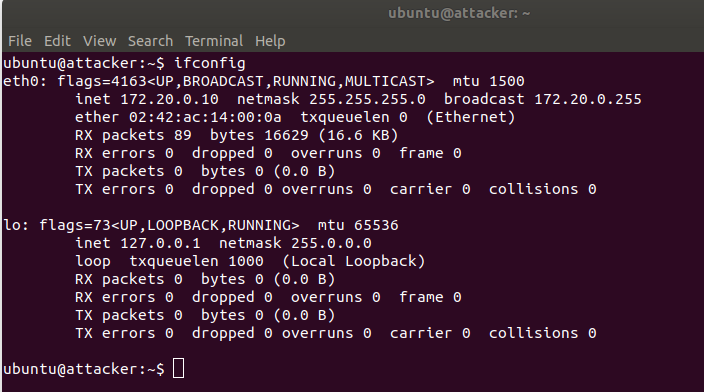 ubuntu@attacker: ~
File Edit View Search Terminal Help
ubuntu@attacker:~$ ifconfig
eth0: flags=4163<UP,BROADCAST,RUNNING,MULTICAST>  mtu 1500
        inet 172.20.0.10  netmask 255.255.255.0  broadcast 172.20.0.255
        ether 02:42:ac:14:00:0a  txqueuelen 0  (Ethernet)
        RX packets 89  bytes 16629 (16.6 KB)
        RX errors 0  dropped 0  overruns 0  frame 0
        TX packets 0  bytes 0 (0.0 B)
        TX errors 0  dropped 0 overruns 0  carrier 0  collisions 0

lo: flags=73<UP,LOOPBACK,RUNNING>  mtu 65536
        inet 127.0.0.1  netmask 255.0.0.0
        loop  txqueuelen 1000  (Local Loopback)
        RX packets 0  bytes 0 (0.0 B)
        RX errors 0  dropped 0  overruns 0  frame 0
        TX packets 0  bytes 0 (0.0 B)
        TX errors 0  dropped 0 overruns 0  carrier 0  collisions 0

ubuntu@attacker:~$